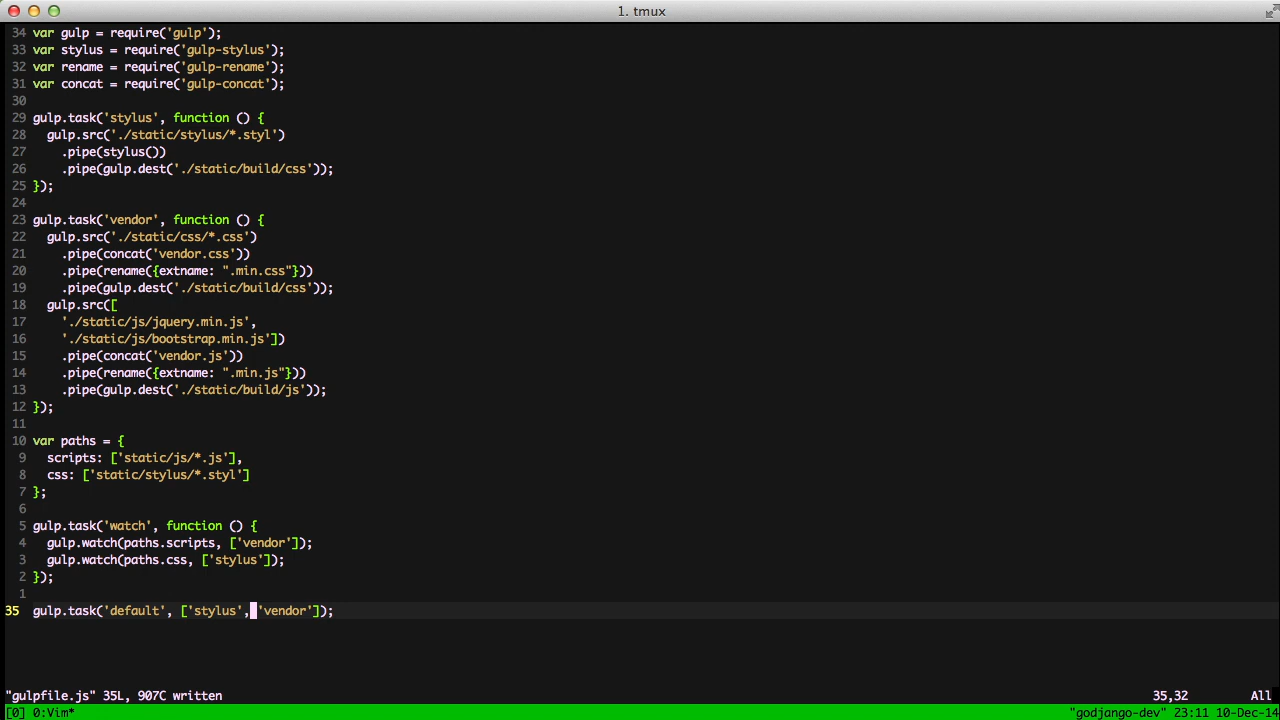 1. tmux
34 var gulp = require('gulp');
33 var stylus = require('gulp-stylus');
32 var rename = require('gulp-rename');
31 var concat = require('gulp-concat');
30
29 gulp.task('stylus', function () {
28   gulp.src('./static/stylus/*.styl')
27     .pipe(stylus())
26     .pipe(gulp.dest('./static/build/css'));
25 });
24
23 gulp.task('vendor', function () {
22   gulp.src('./static/css/*.css')
21     .pipe(concat('vendor.css'))
20     .pipe(rename({extname: ".min.css"}))
19     .pipe(gulp.dest('./static/build/css'));
18   gulp.src([
17     './static/js/jquery.min.js',
16     './static/js/bootstrap.min.js'])
15     .pipe(concat('vendor.js'))
14     .pipe(rename({extname: ".min.js"}))
13     .pipe(gulp.dest('./static/build/js'));
12 });
11
10 var paths = {
9   scripts: ['static/js/*.js'],
8   css: ['static/stylus/*.styl']
7 };
6
5 gulp.task('watch', function () {
4   gulp.watch(paths.scripts, ['vendor']);
3   gulp.watch(paths.css, ['stylus']);
2 });
1
35 gulp.task('default', ['stylus', 'vendor']);
"gulpfile.js" 35L, 907C written 35,32 All
[0] 0:Vim* "godjango-dev" 23:11 10-Dec-14